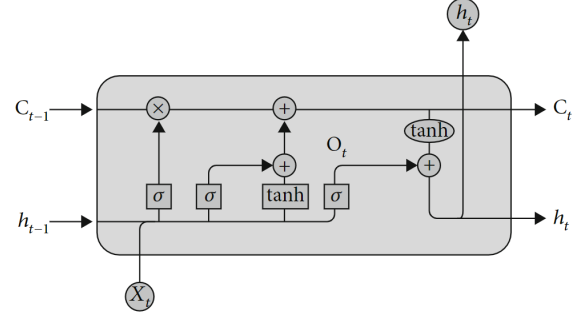 h_t
C_{t-1} × + C_t
tanh
O_t
+ +
σ σ tanh σ
h_{t-1} h_t
X_t